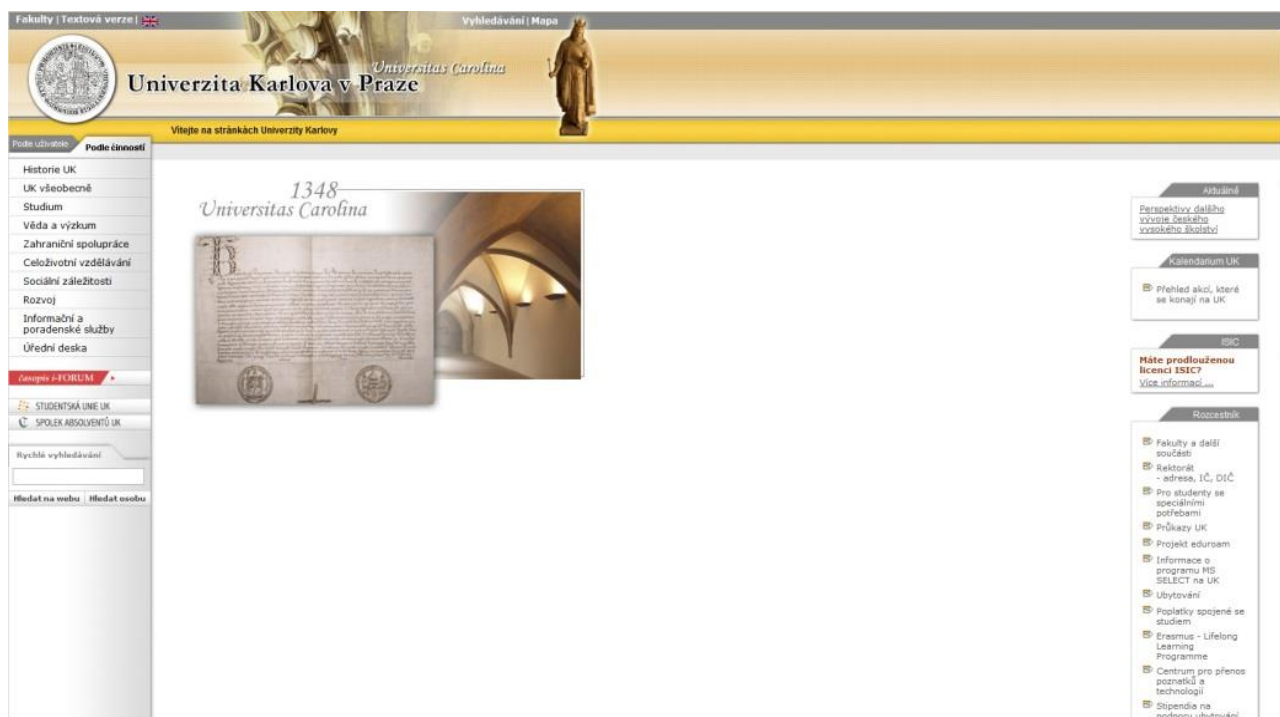 Fakulty | Textová verze |
Vyhledávání | Mapa
Universitas Carolina
Univerzita Karlova v Praze
Vítejte na stránkách Univerzity Karlovy
Podle uživatele
Podle činností
Historie UK
UK všeobecně
Studium
Věda a výzkum
Zahraniční spolupráce
Celoživotní vzdělávání
Sociální záležitosti
Rozvoj
Informační a
poradenské služby
Úřední deska
časopis i-FORUM
STUDENTSKÁ UNIE UK
SPOLEK ABSOLVENTŮ UK
Rychlé vyhledávání
Hledat na webu
Hledat osobu
1348
Universitas Carolina
Aktuálně
Perspektivy dalšího
vývoje českého
vysokého školství
Kalendarium UK
Přehled akcí, které
se konají na UK
ISIC
Máte prodlouženou
licenci ISIC?
Více informací ...
Rozcestník
Fakulty a další
součásti
Rektorát
- adresa, IČ, DIČ
Pro studenty se
speciálními
potřebami
Průkazy UK
Projekt eduroam
Informace o
programu MS
SELECT na UK
Ubytování
Poplatky spojené se
studiem
Erasmus - Lifelong
Learning
Programme
Centrum pro přenos
poznatků a
technologií
Stipendia na
podporu ubytování